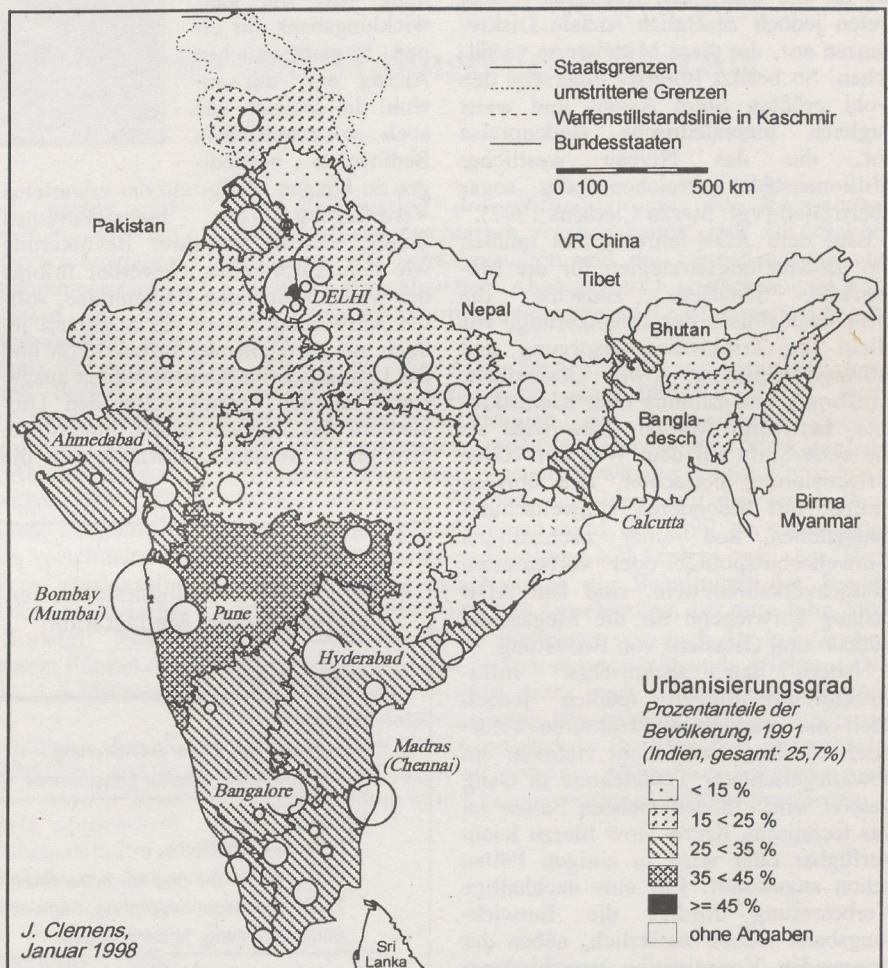 Staatsgrenzen
umstrittene Grenzen
Waffenstillstandslinie in Kaschmir
Bundesstaaten
100 500 km
Pakistan
VR China
Tibet
DELHI
Nepal
Bhutan
Ahmedabad
Bangla-
desch
Birma
Myanmar
Calcutta
Bombay
(Mumbai)
Pune
Hyderabad
Urbanisierungsgrad
Prozentanteile der
Bevölkerung, 1991
(Indien, gesamt: 25,7%)
Madras
(Chennai)
Bangalore
< 15 %
15 < 25 %
25 < 35 %
35 < 45 %
>= 45 %
ohne Angaben
J. Clemens,
Januar 1998
Sri
Lanka